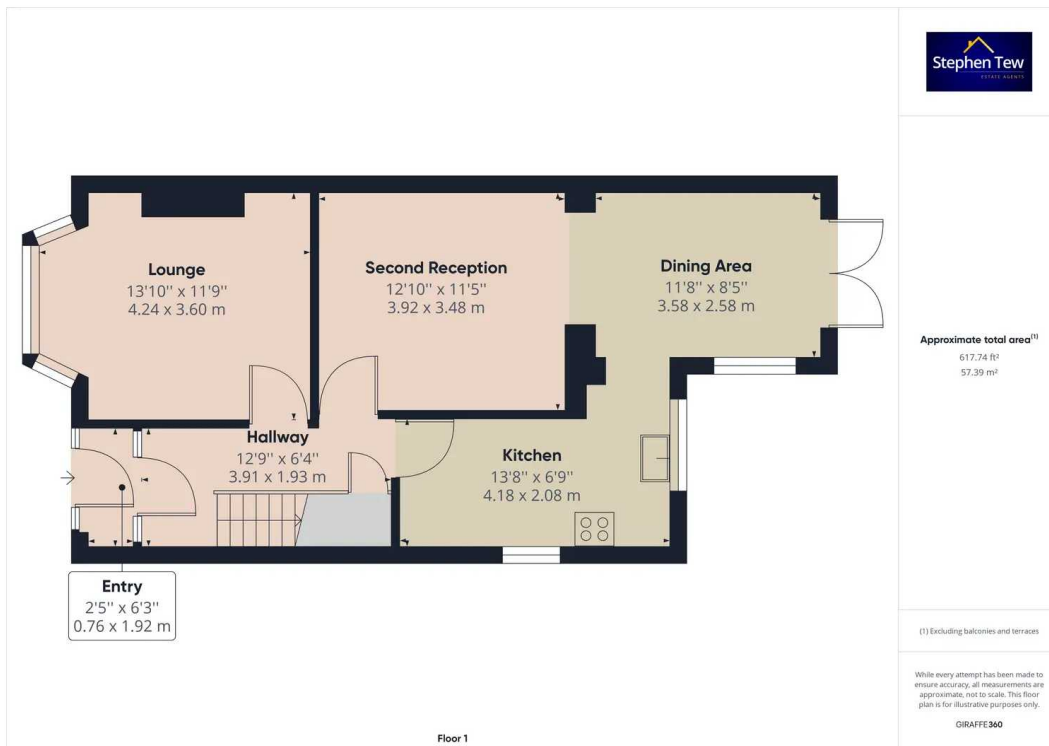 Stephen Tew
ESTATE AGENTS
Lounge
13'10'' x 11'9''
4.24 x 3.60 m
Second Reception
12'10'' x 11'5''
3.92 x 3.48 m
Dining Area
11'8'' x 8'5''
3.58 x 2.58 m
Hallway
12'9'' x 6'4''
3.91 x 1.93 m
Kitchen
13'8'' x 6'9''
4.18 x 2.08 m
Entry
2'5'' x 6'3''
0.76 x 1.92 m
Floor 1
Approximate total area(1)
617.74 ft²
57.39 m²
(1) Excluding balconies and terraces
While every attempt has been made to
ensure accuracy, all measurements are
approximate, not to scale. This floor
plan is for illustrative purposes only.
GIRAFFE360